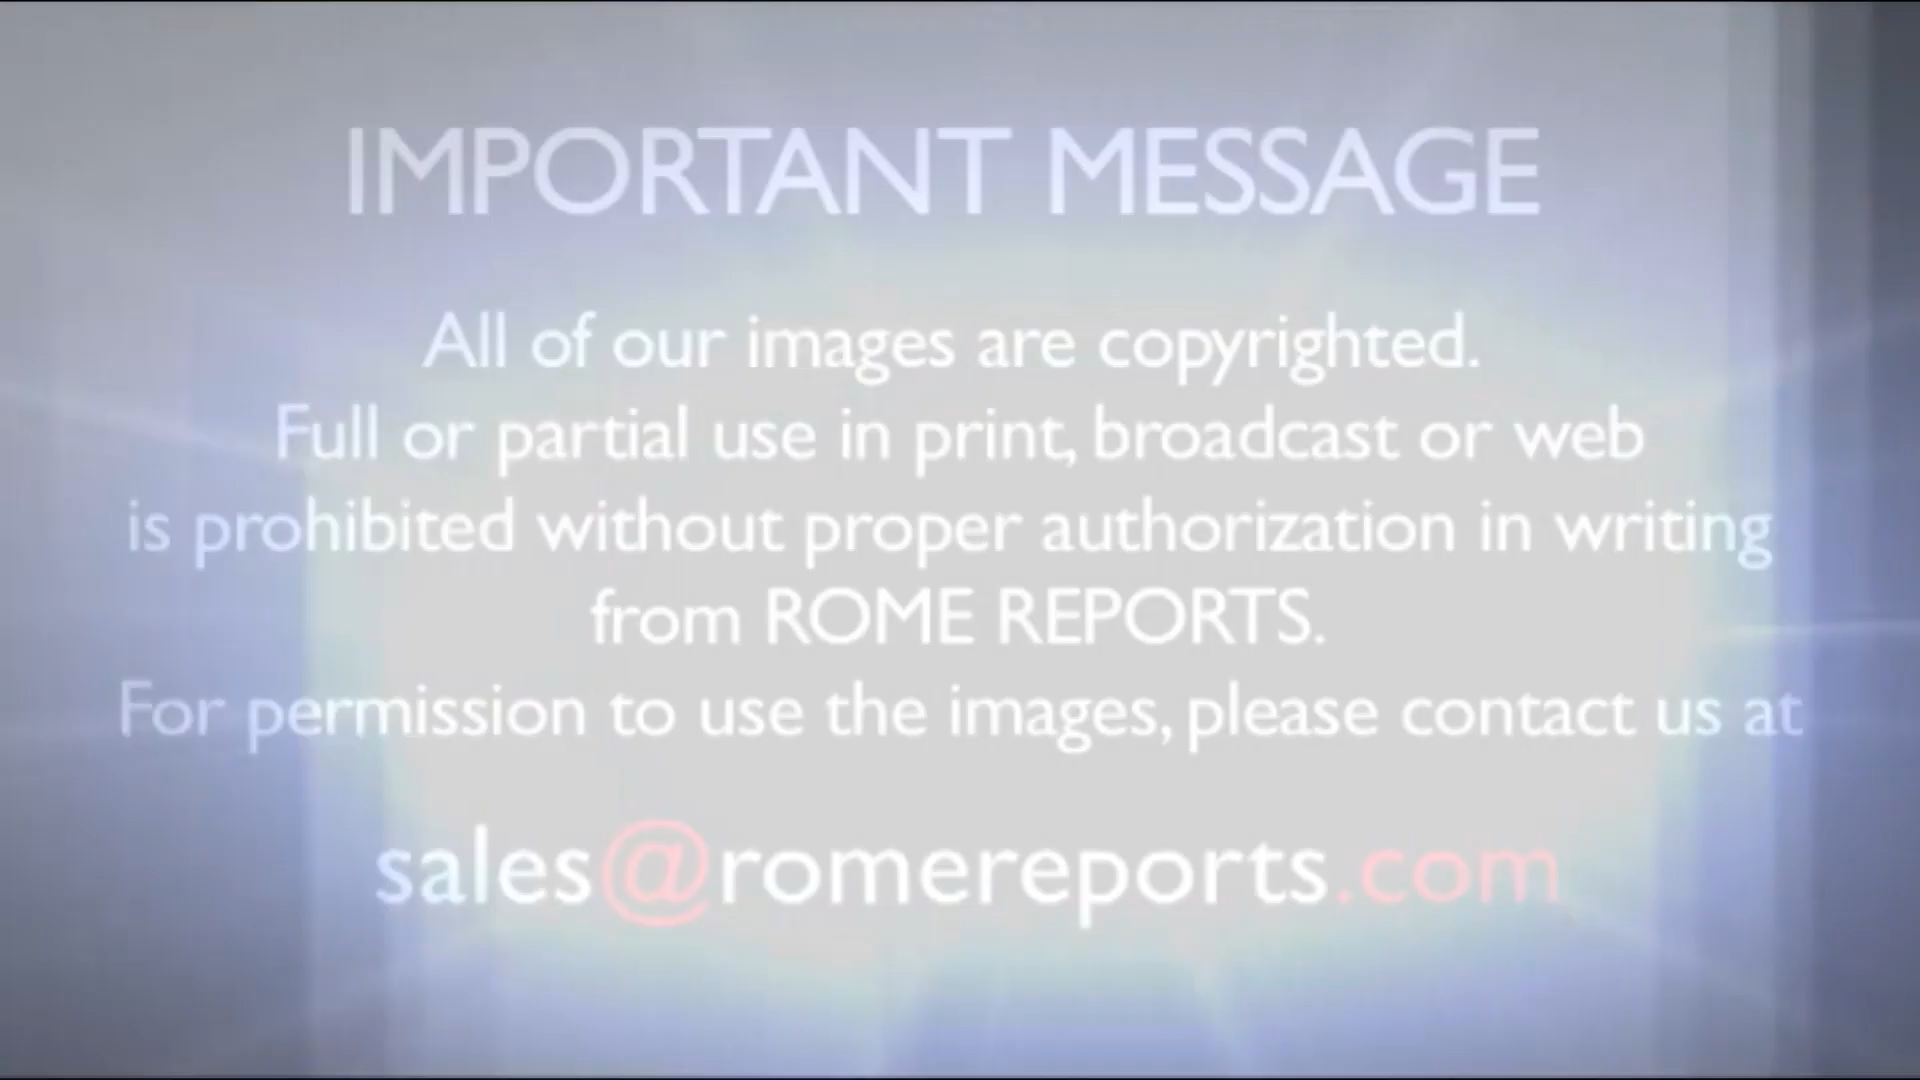 IMPORTANT MESSAGE
All of our images are copyrighted.
Full or partial use in print, broadcast or web
is prohibited without proper authorization in writing
from ROME REPORTS.
For permission to use the images, please contact us at
sales@romereports.com